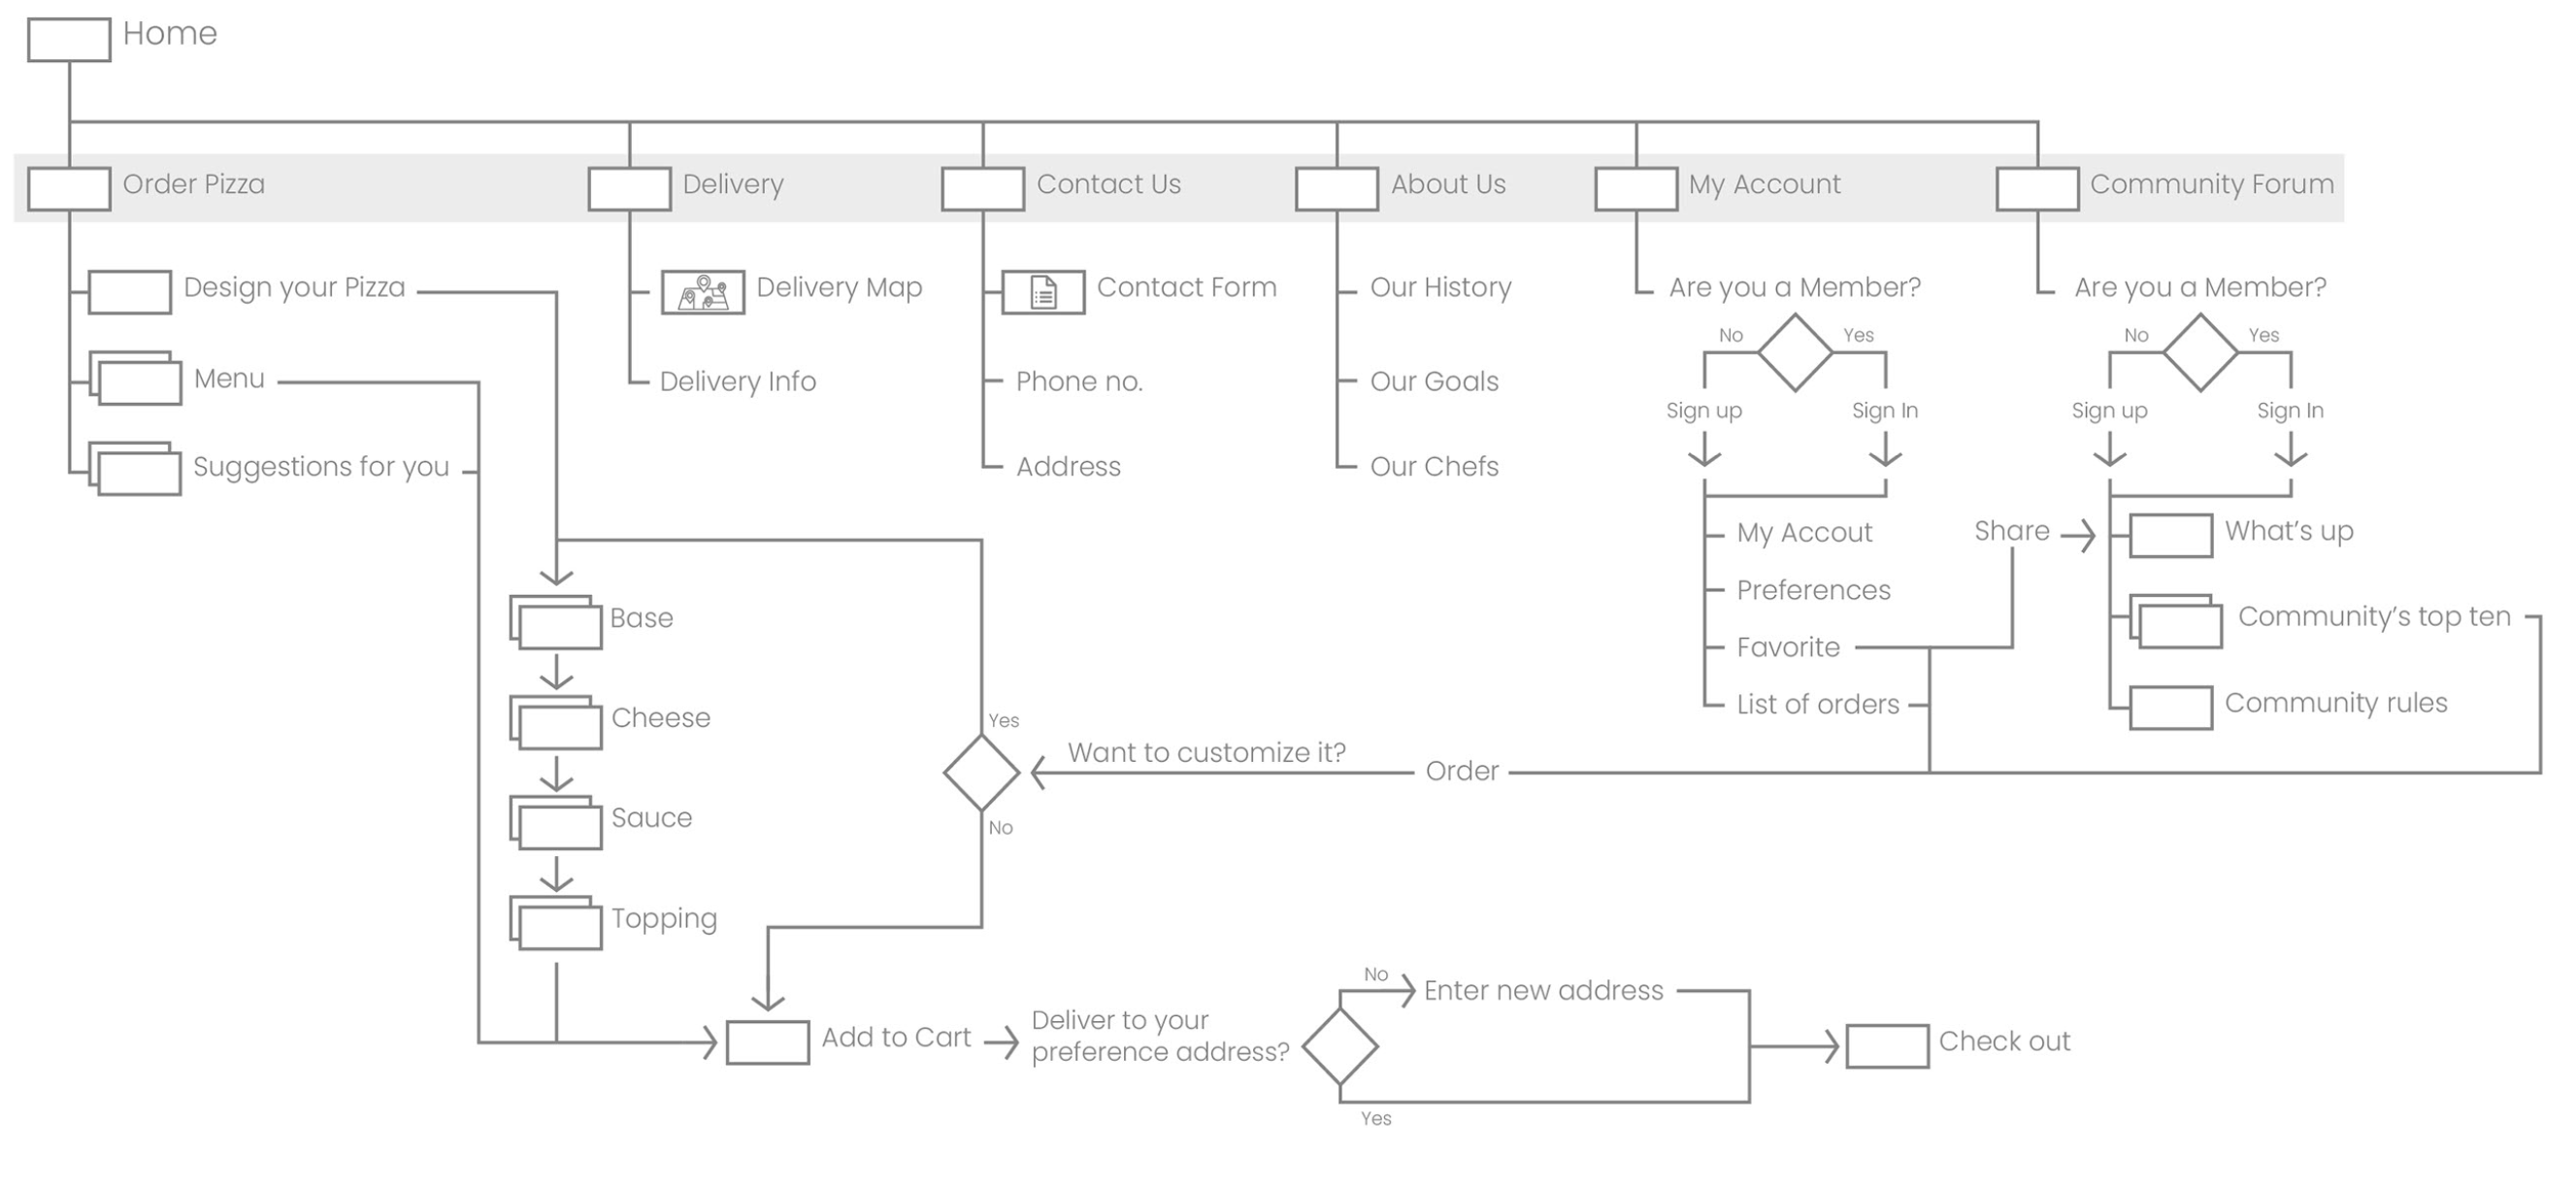 Home
Order Pizza
Delivery
Contact Us
About Us
My Account
Community Forum
Design your Pizza
Delivery Map
Contact Form
Our History
Are you a Member?
Are you a Member?
No
Yes
No
Yes
Menu
Delivery Info
Phone no.
Our Goals
Sign up
Sign In
Sign up
Sign In
Suggestions for you
Address
Our Chefs
My Accout
Share
What's up
Preferences
Base
Community's top ten
Favorite
List of orders
Community rules
Cheese
Yes
Want to customize it?
Order
Sauce
No
Topping
No
Enter new address
Add to Cart
Deliver to your
preference address?
Check out
Yes